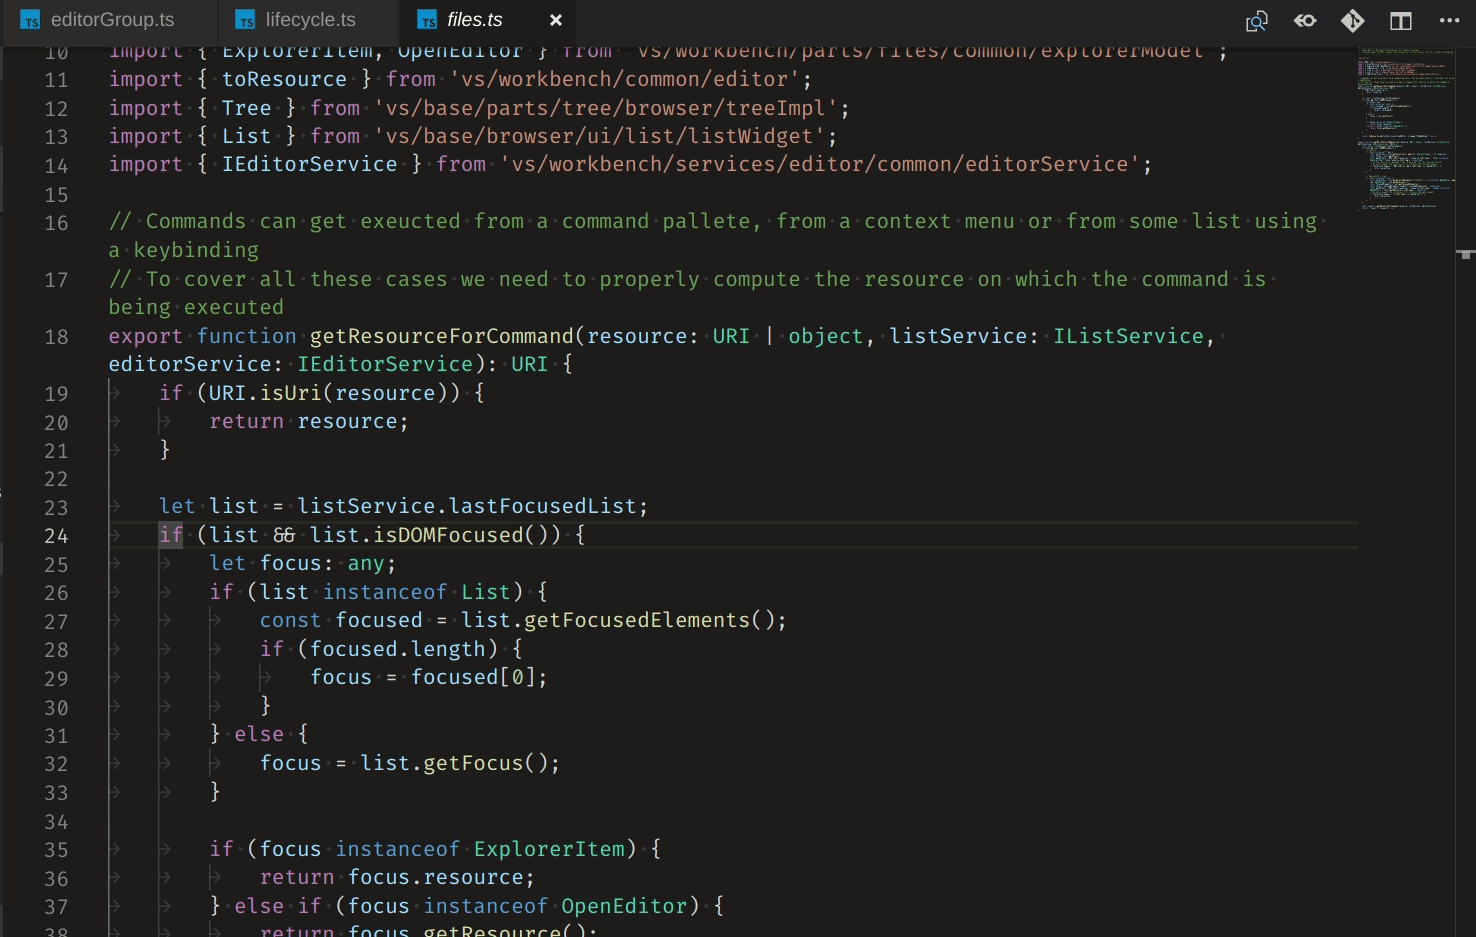 TS editorGroup.ts TS lifecycle.ts TS files.ts ×
10 import { ExplorerItem, OpenEditor } from 'vs/workbench/parts/files/common/explorerModel';
11 import { toResource } from 'vs/workbench/common/editor';
12 import { Tree } from 'vs/base/parts/tree/browser/treeImpl';
13 import { List } from 'vs/base/browser/ui/list/listWidget';
14 import { IEditorService } from 'vs/workbench/services/editor/common/editorService';
15
16 // Commands can get exeucted from a command pallete, from a context menu or from some list using
a keybinding
17 // To cover all these cases we need to properly compute the resource on which the command is
being executed
18 export function getResourceForCommand(resource: URI | object, listService: IListService,
editorService: IEditorService): URI {
19 if (URI.isUri(resource)) {
20 return resource;
21 }
22
23 let list = listService.lastFocusedList;
24 if (list && list.isDOMFocused()) {
25 let focus: any;
26 if (list instanceof List) {
27 const focused = list.getFocusedElements();
28 if (focused.length) {
29 focus = focused[0];
30 }
31 } else {
32 focus = list.getFocus();
33 }
34
35 if (focus instanceof ExplorerItem) {
36 return focus.resource;
37 } else if (focus instanceof OpenEditor) {
38 return focus.getResource();